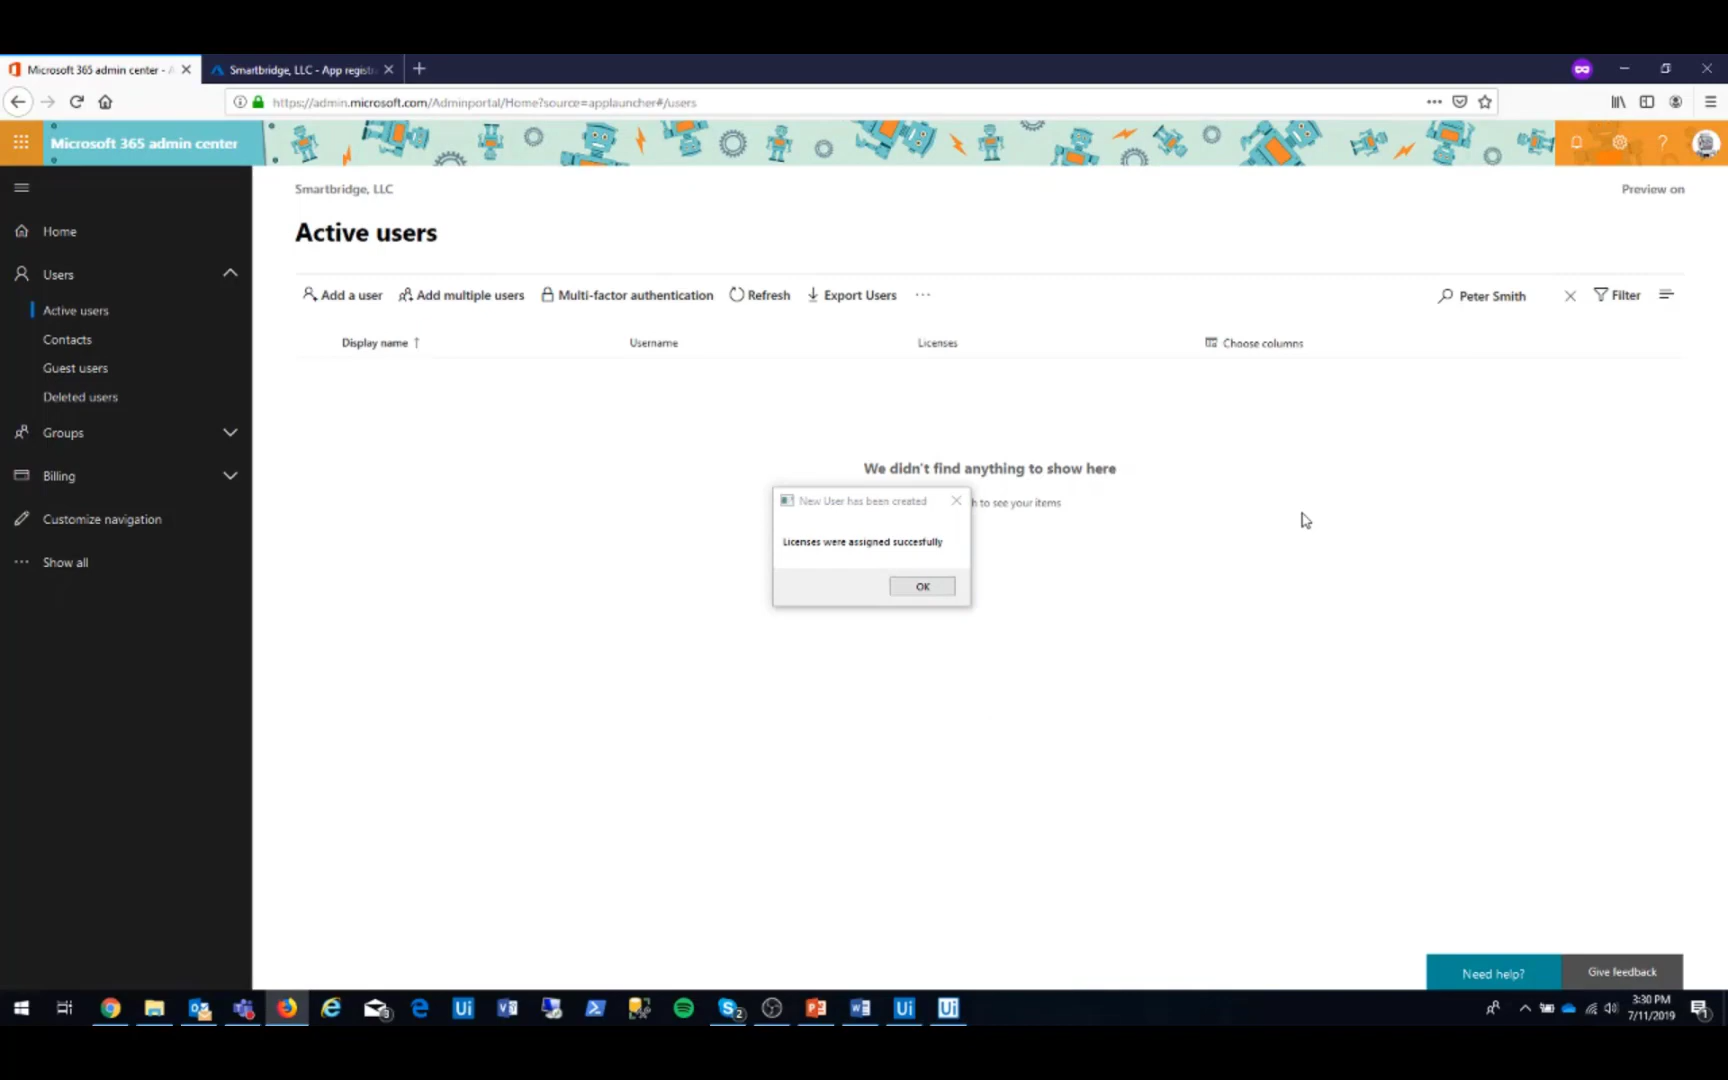 Microsoft 365 admin center - A
Smartbridge, LLC - App registr
https://admin.microsoft.com/Adminportal/Home?source=applauncher#/users
Microsoft 365 admin center
Smartbridge, LLC
Preview on
Active users
Home
Users
Active users
Contacts
Guest users
Deleted users
Groups
Billing
Customize navigation
Show all
Add a user
Add multiple users
Multi-factor authentication
Refresh
Export Users
Peter Smith
Filter
Display name ↑
Username
Licenses
Choose columns
We didn't find anything to show here
h to see your items
New User has been created
Licenses were assigned succesfully
OK
Need help?
Give feedback
3:30 PM
7/11/2019